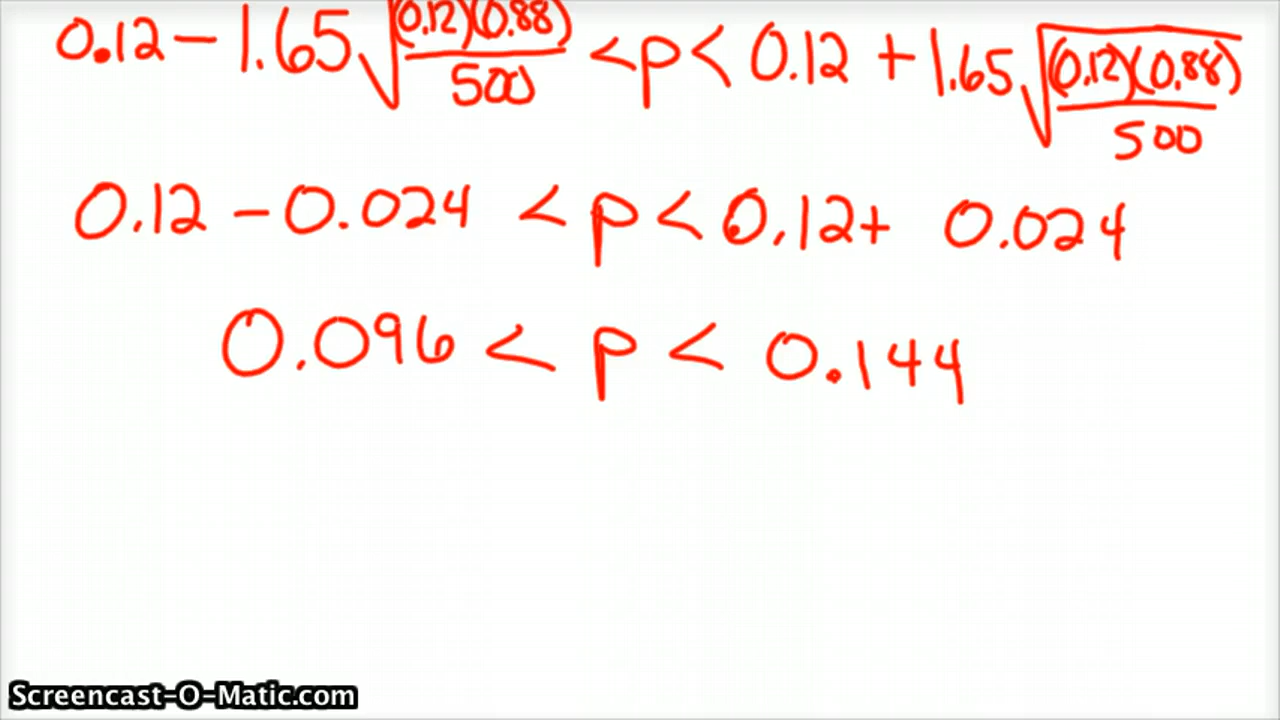 0.12 − 1.65 √((0.12)(0.88)/500) < p < 0.12 + 1.65 √((0.12)(0.88)/500)
0.12 − 0.024 < p < 0.12 + 0.024
0.096 < p < 0.144
Screencast-O-Matic.com